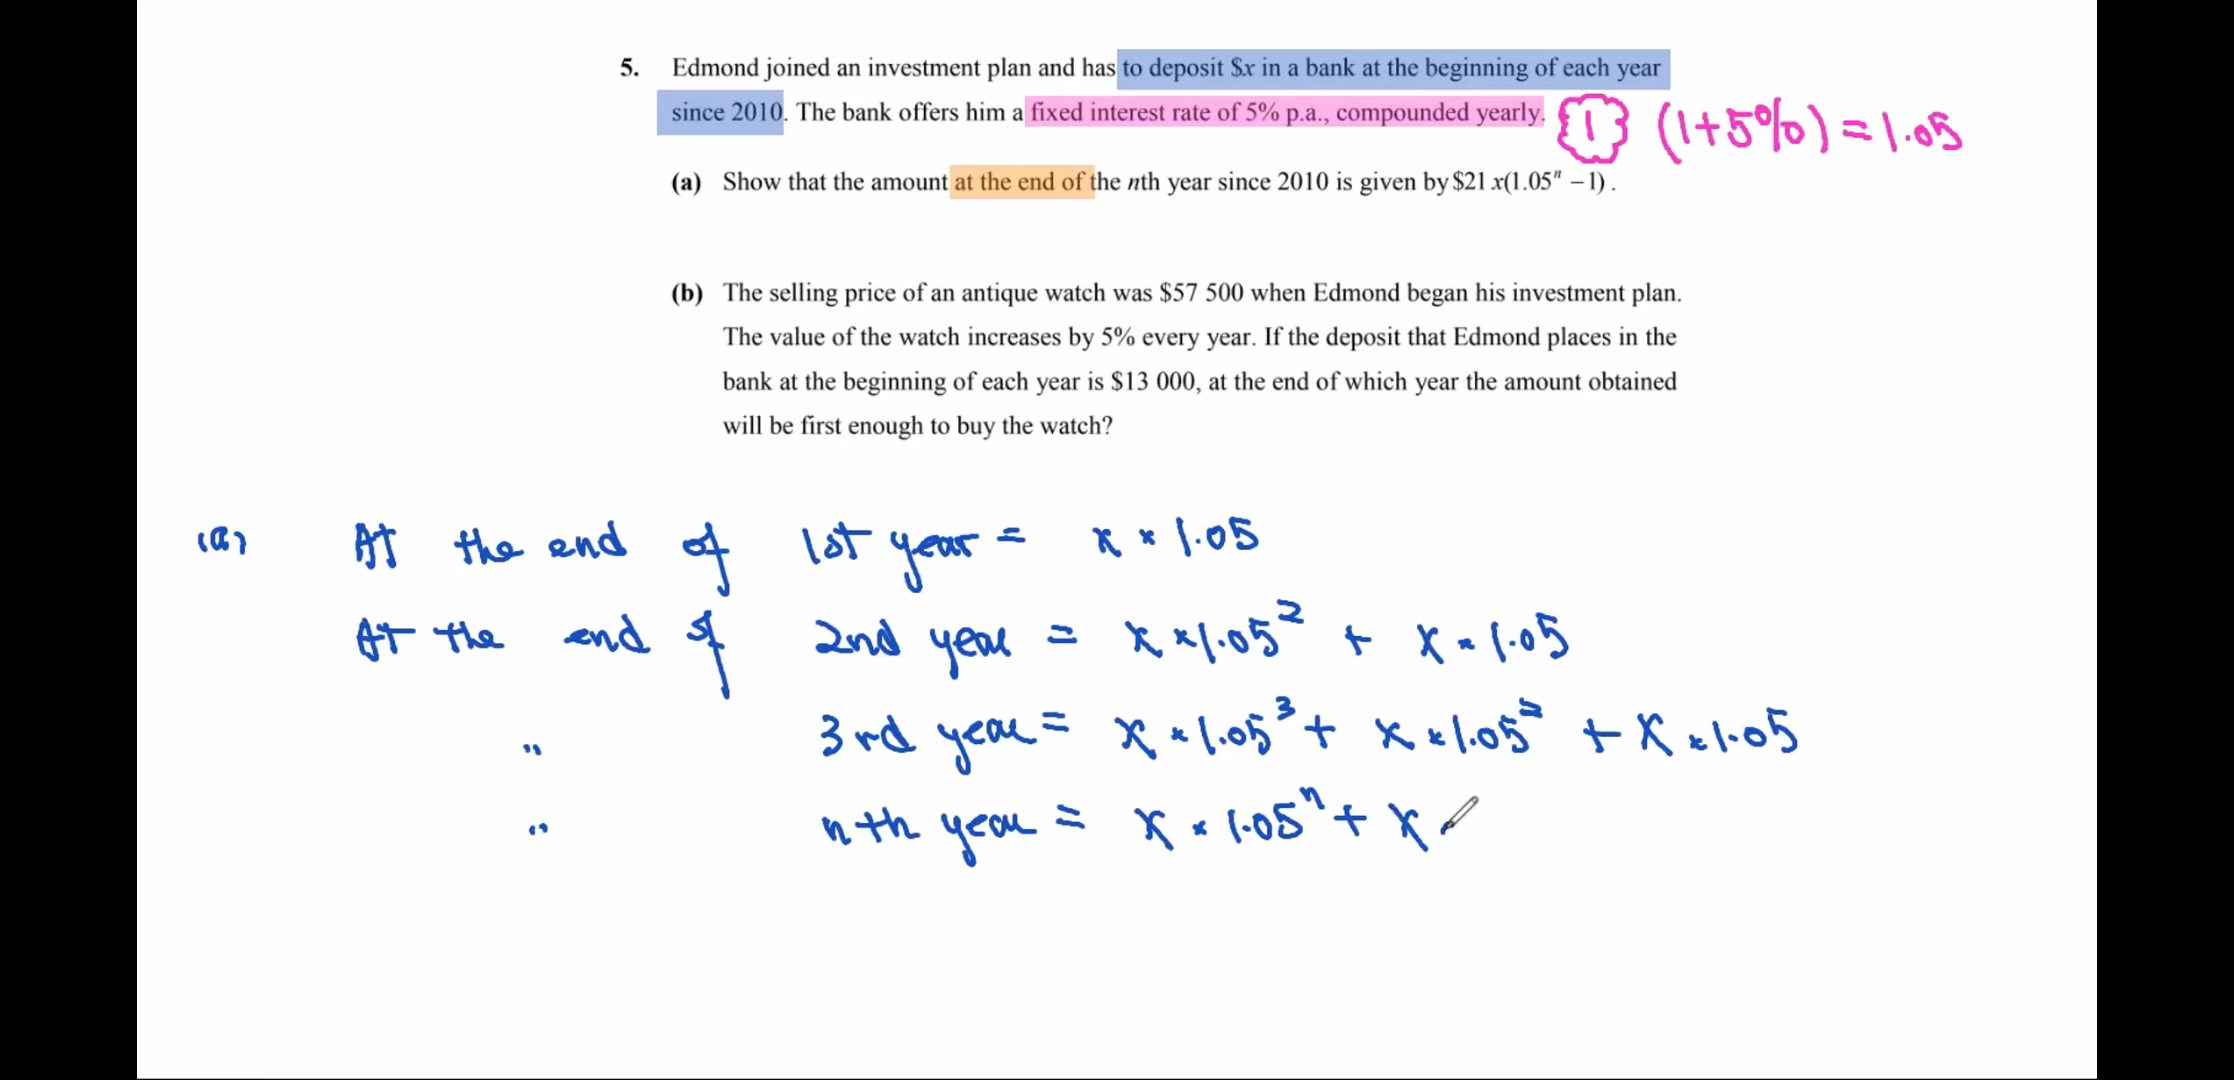 5. Edmond joined an investment plan and has to deposit $x in a bank at the beginning of each year
since 2010. The bank offers him a fixed interest rate of 5% p.a., compounded yearly. {1} (1+5%) = 1.05
(a) Show that the amount at the end of the nth year since 2010 is given by $21 x(1.05ⁿ −1) .
(b) The selling price of an antique watch was $57 500 when Edmond began his investment plan.
The value of the watch increases by 5% every year. If the deposit that Edmond places in the
bank at the beginning of each year is $13 000, at the end of which year the amount obtained
will be first enough to buy the watch?
(a) At the end of 1st year = x × 1.05
At the end of 2nd year = x × 1.05² + x × 1.05
" 3rd year = x × 1.05³ + x × 1.05² + x × 1.05
" nth year = x × 1.05ⁿ + x